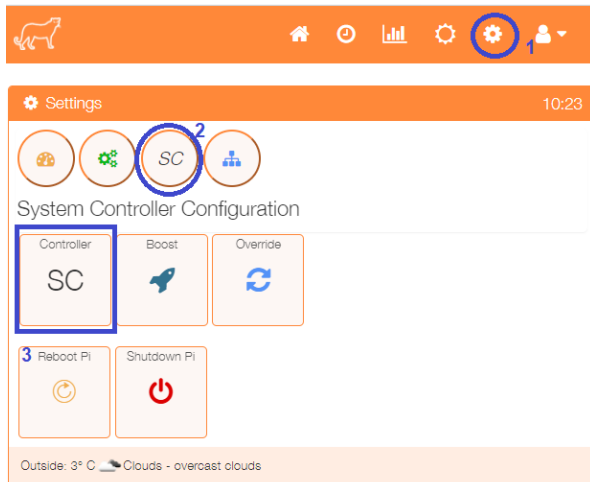 1
Settings 10:23
2
SC
System Controller Configuration
Controller Boost Override
SC
3 Reboot Pi Shutdown Pi
Outside: 3° C Clouds - overcast clouds